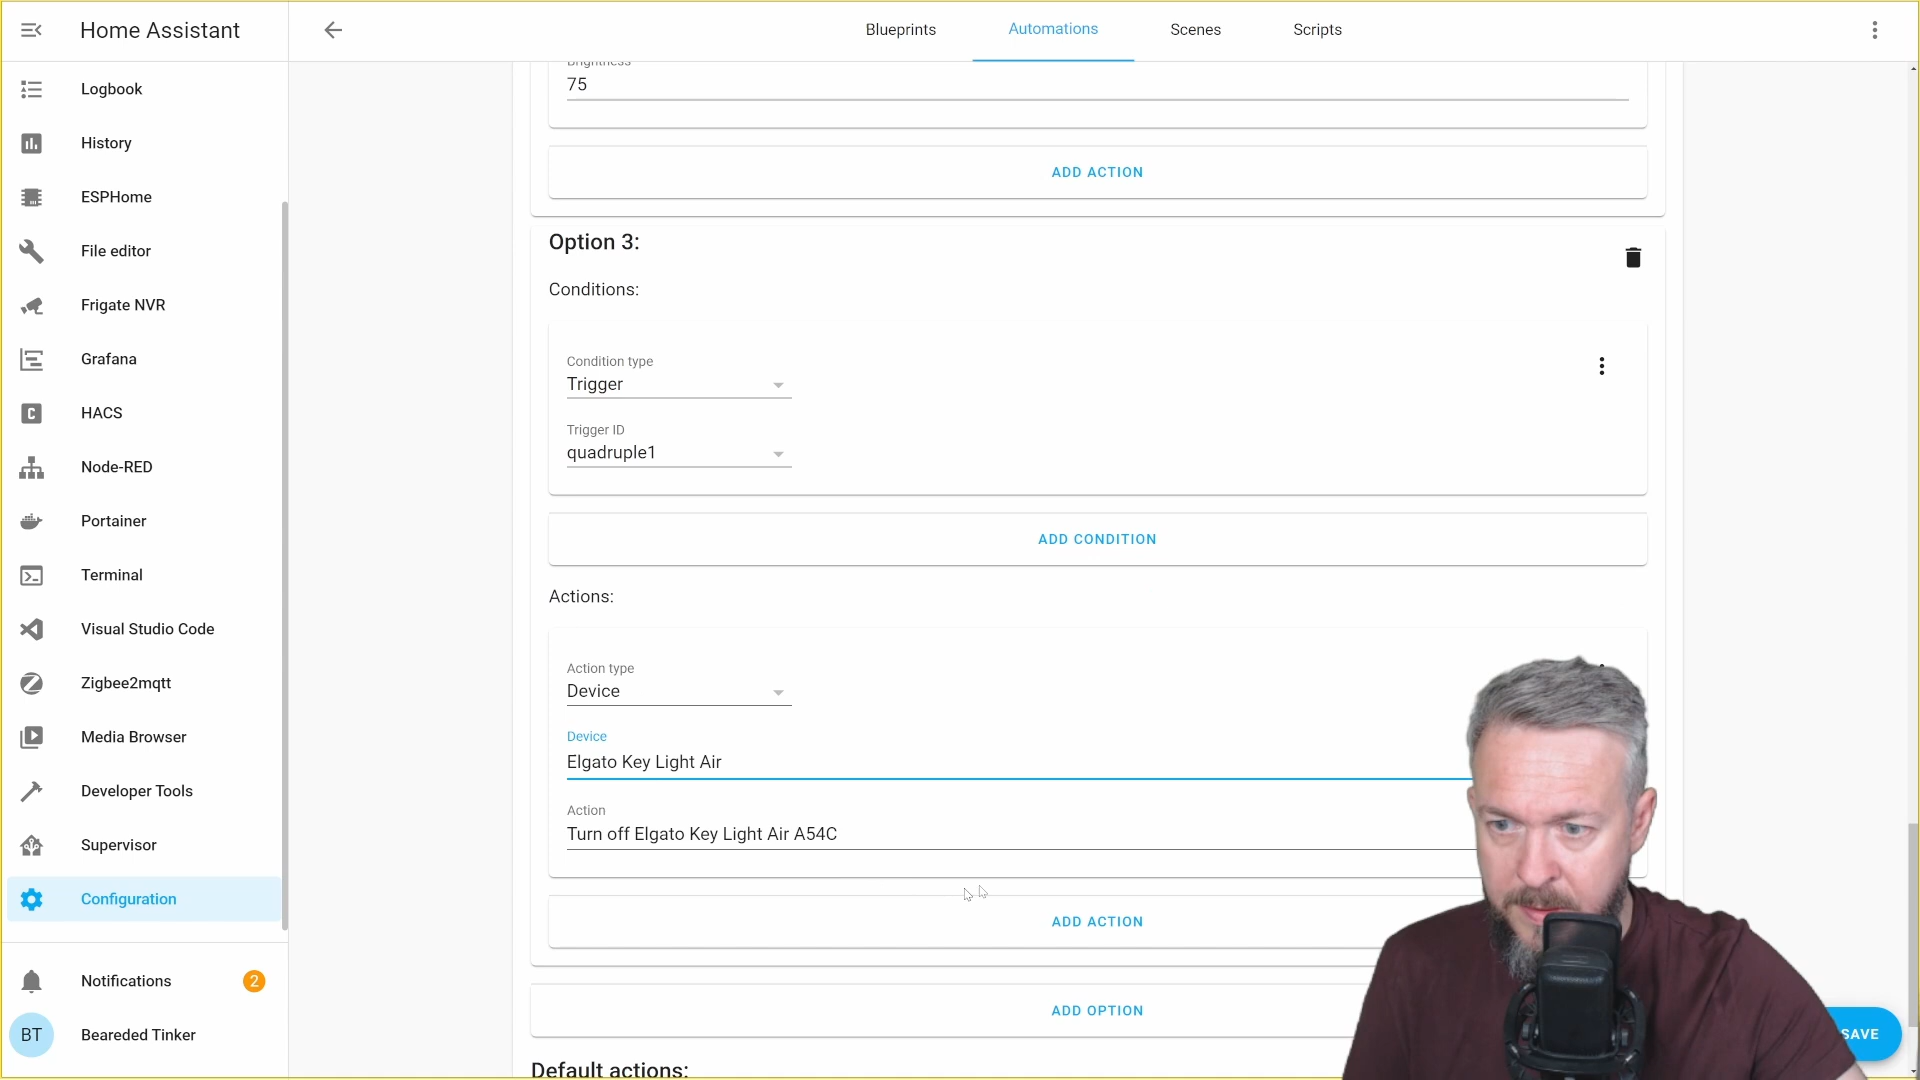 Home Assistant
Blueprints
Automations
Scenes
Scripts
Logbook
History
ESPHome
File editor
Frigate NVR
Grafana
HACS
Node-RED
Portainer
Terminal
Visual Studio Code
Zigbee2mqtt
Media Browser
Developer Tools
Supervisor
Configuration
Notifications
2
BT
Bearded Tinker
Brightness
75
ADD ACTION
Option 3:
Conditions:
Condition type
Trigger
Trigger ID
quadruple1
ADD CONDITION
Actions:
Action type
Device
Device
Elgato Key Light Air
Action
Turn off Elgato Key Light Air A54C
ADD ACTION
ADD OPTION
Default actions:
SAVE